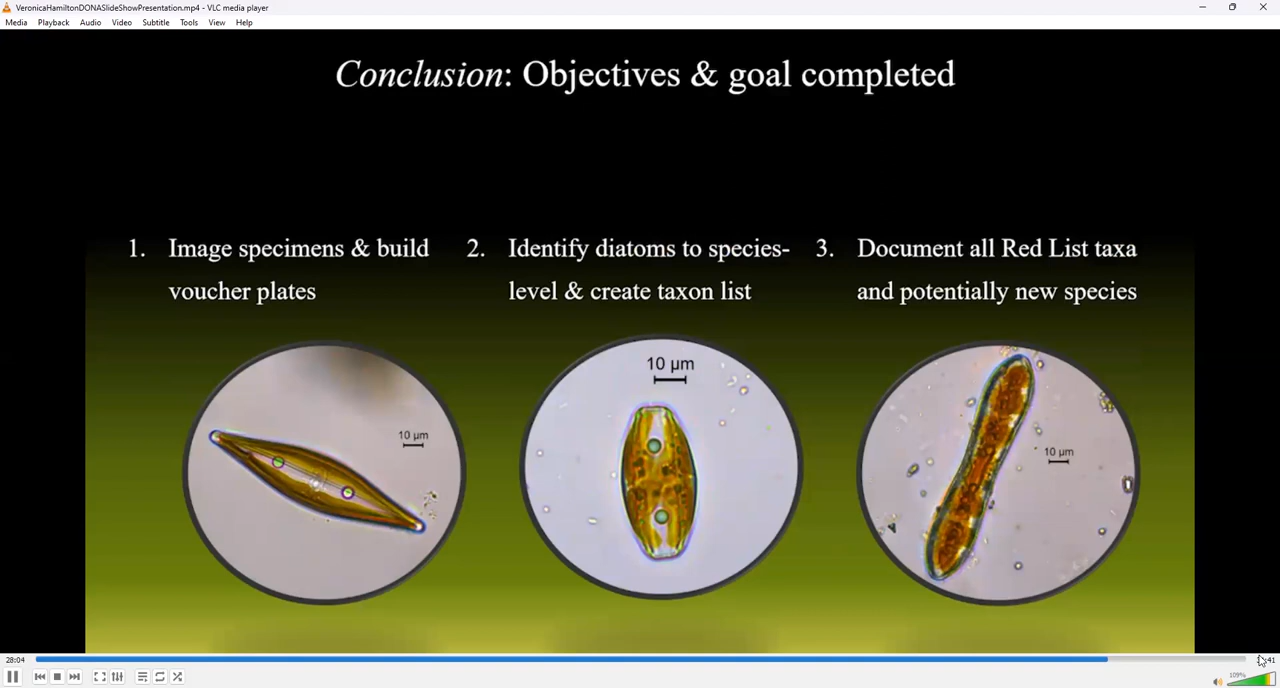 VeronicaHamiltonDONASlideShowPresentation.mp4 - VLC media player
Media Playback Audio Video Subtitle Tools View Help
Conclusion: Objectives & goal completed
1. Image specimens & build
voucher plates
2. Identify diatoms to species-
level & create taxon list
3. Document all Red List taxa
and potentially new species
10 µm
10 µm
10 µm
28:04
109%